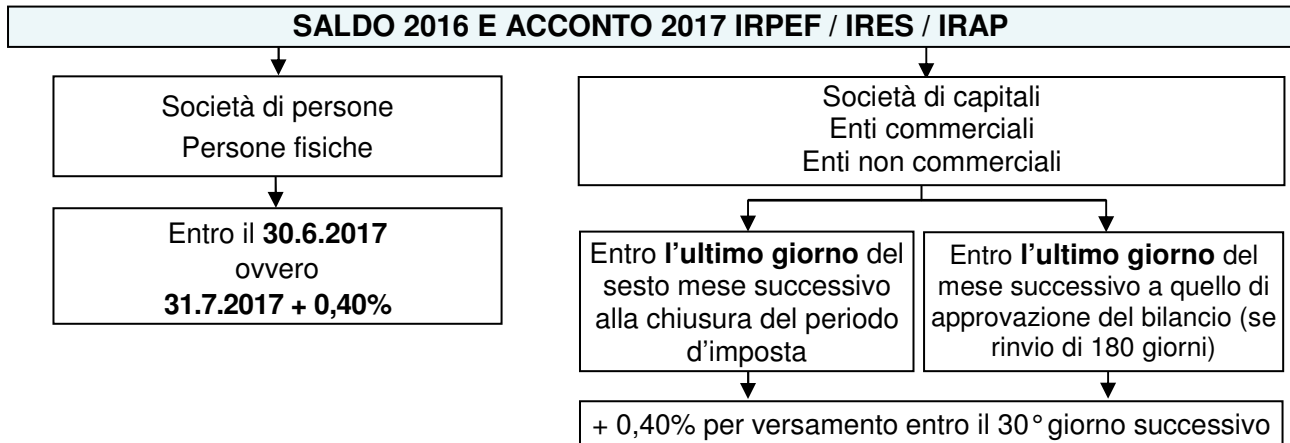 SALDO 2016 E ACCONTO 2017 IRPEF / IRES / IRAP
Società di persone
Persone fisiche
Entro il 30.6.2017
ovvero
31.7.2017 + 0,40%
Società di capitali
Enti commerciali
Enti non commerciali
Entro l'ultimo giorno del
sesto mese successivo
alla chiusura del periodo
d'imposta
Entro l'ultimo giorno del
mese successivo a quello di
approvazione del bilancio (se
rinvio di 180 giorni)
+ 0,40% per versamento entro il 30° giorno successivo